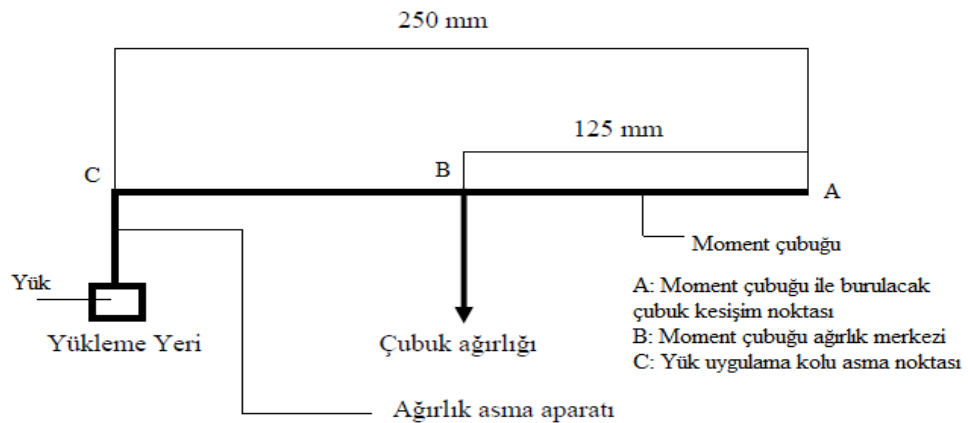 250 mm
125 mm
C
B
A
Moment çubuğu
Yük
A: Moment çubuğu ile burulacak
çubuk kesişim noktası
B: Moment çubuğu ağırlık merkezi
C: Yük uygulama kolu asma noktası
Yükleme Yeri
Çubuk ağırlığı
Ağırlık asma aparatı